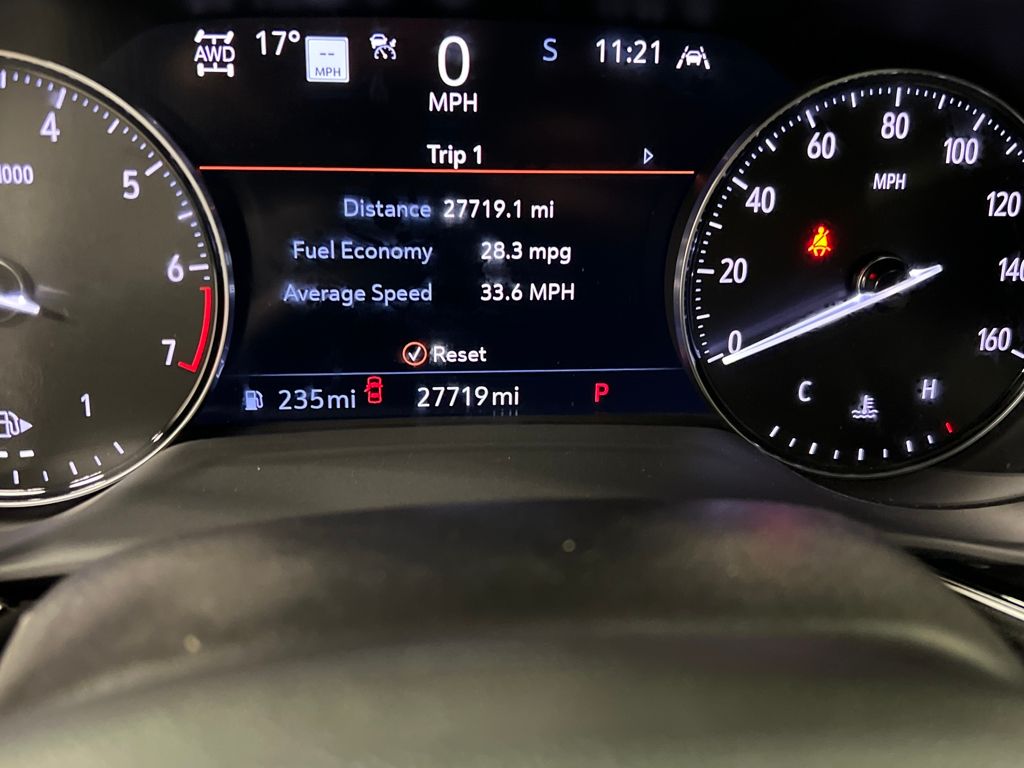 AWD 17° -- MPH 0 MPH S 11:21
Trip 1
Distance 27719.1 mi
Fuel Economy 28.3 mpg
Average Speed 33.6 MPH
Reset
235mi 27719mi P
4
1000
5
6
7
1
0
20
40
60
80
100
120
140
160
MPH
C H